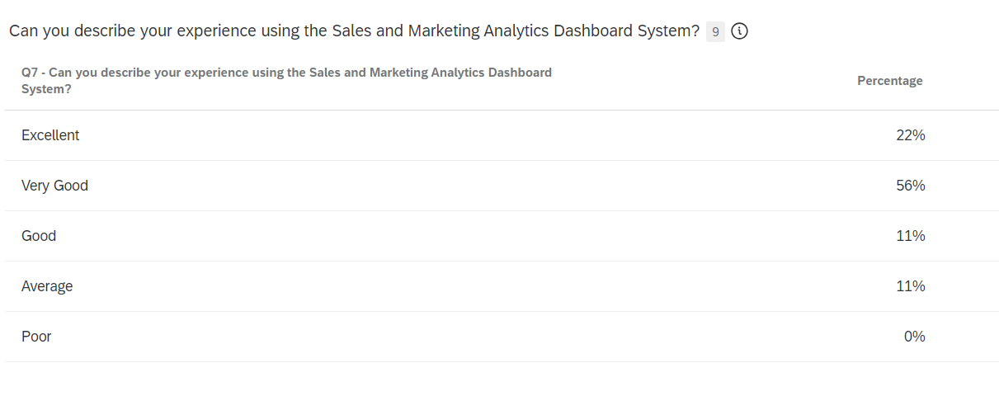 Can you describe your experience using the Sales and Marketing Analytics Dashboard System? 9
Q7 - Can you describe your experience using the Sales and Marketing Analytics Dashboard
System?
Percentage
Excellent 22%
Very Good 56%
Good 11%
Average 11%
Poor 0%